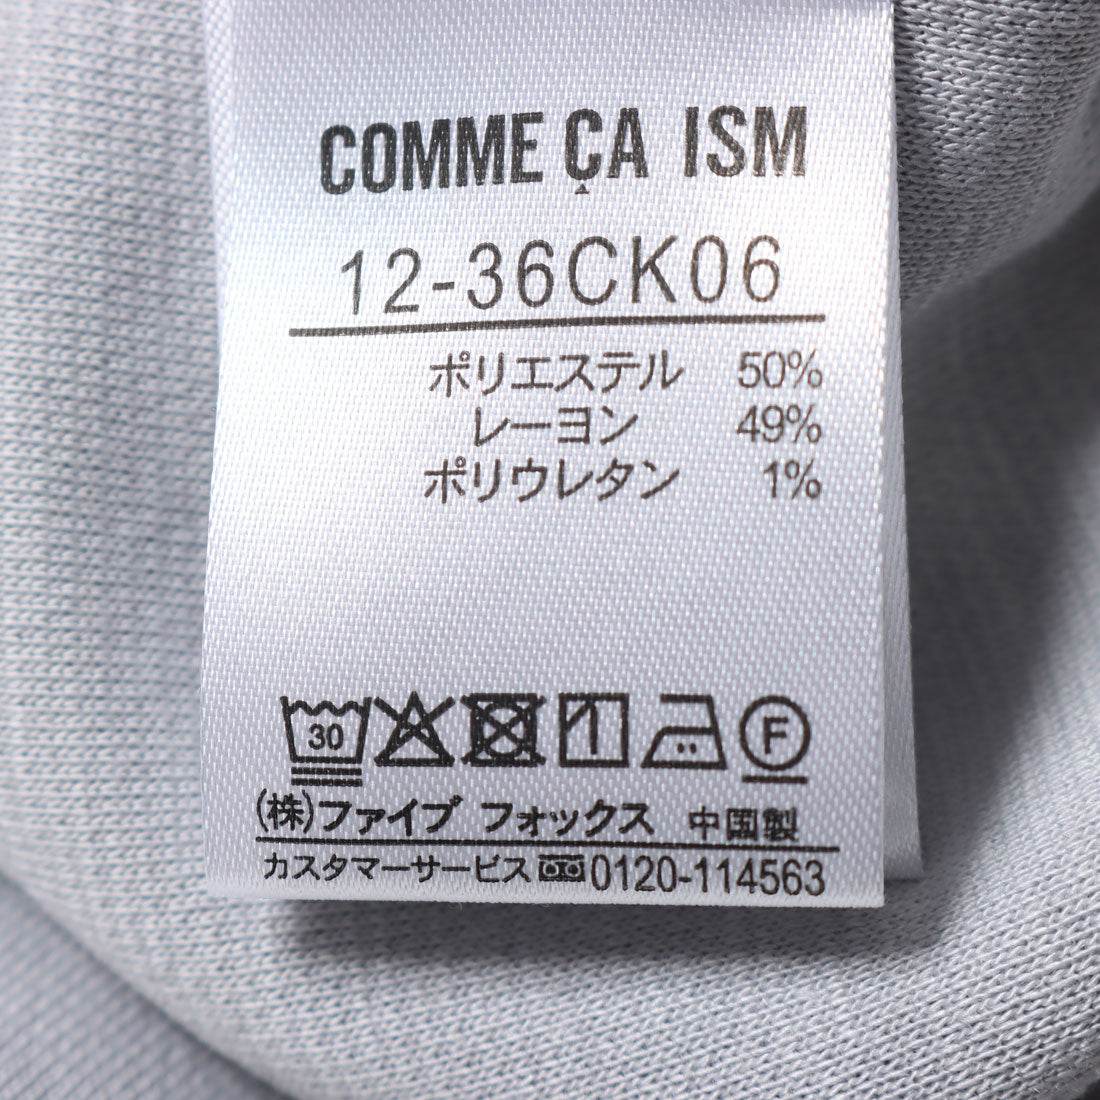 COMME ÇA ISM
12-36CK06
ポリエステル 50%
レーヨン 49%
ポリウレタン 1%
30 F
(株)ファイブ フォックス 中国製
カスタマーサービス 0120-114563